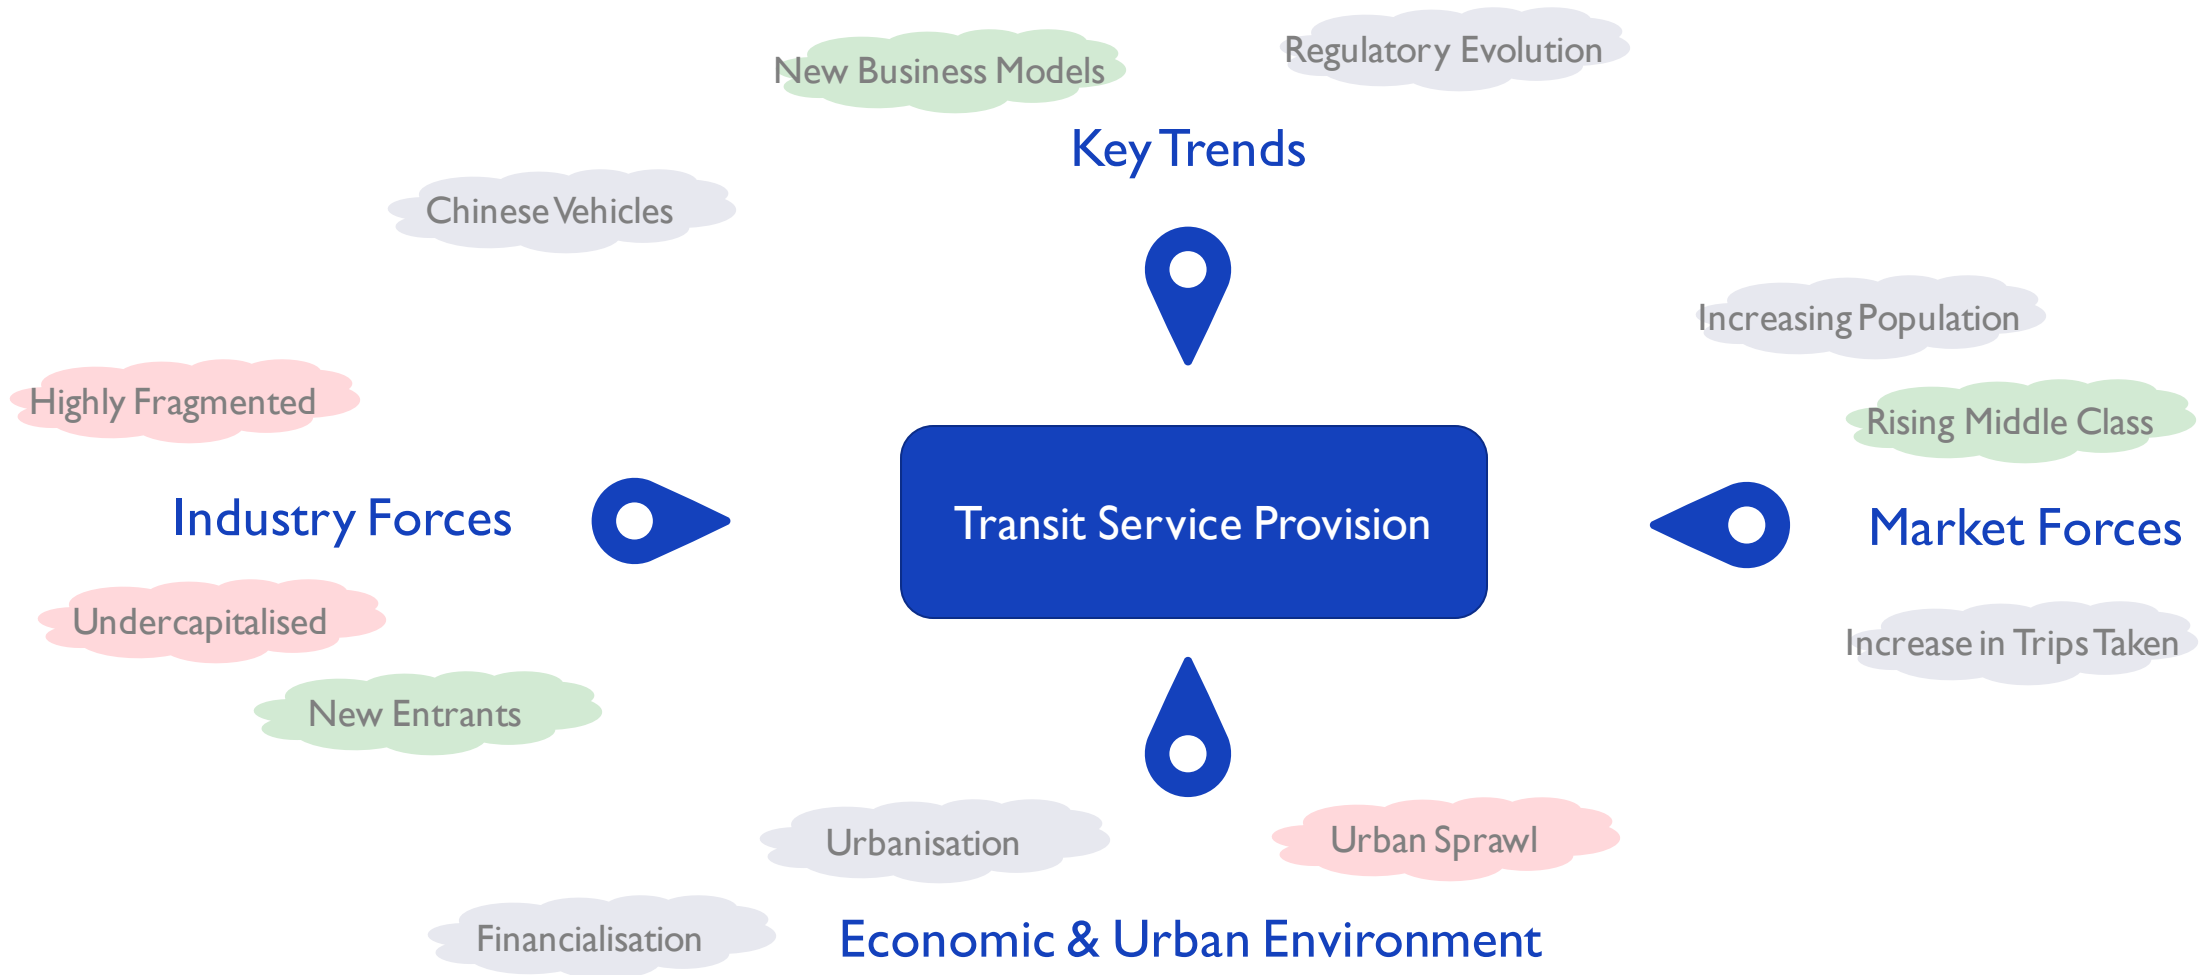 Regulatory Evolution
New Business Models
Key Trends
Chinese Vehicles
Increasing Population
Highly Fragmented
Rising Middle Class
Industry Forces
Transit Service Provision
Market Forces
Undercapitalised
Increase in Trips Taken
New Entrants
Urbanisation
Urban Sprawl
Financialisation
Economic & Urban Environment